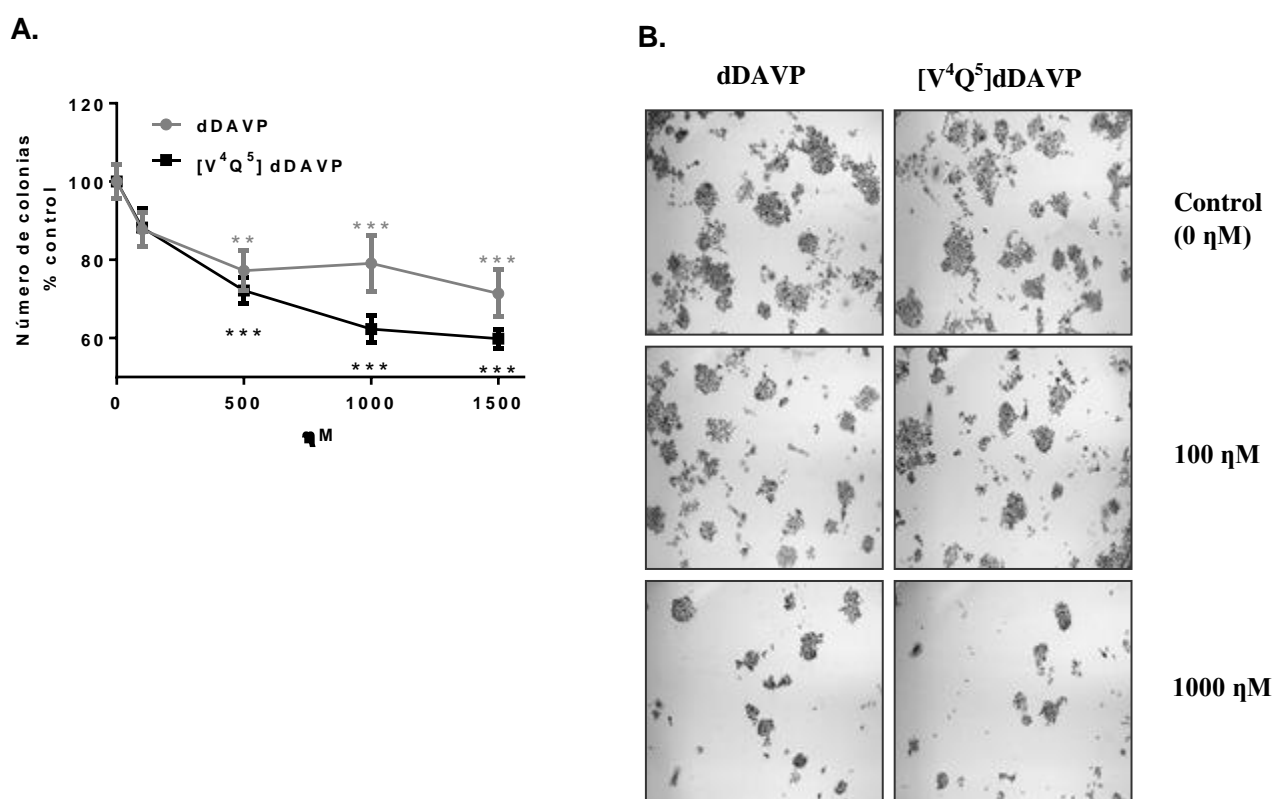 A.
120
100
80
60
Número de colonias
% control
dDAVP
[V⁴Q⁵] dDAVP
**
***
***
***
***
***
0 500 1000 1500
ηM
B.
dDAVP [V⁴Q⁵]dDAVP
Control
(0 ηM)
100 ηM
1000 ηM